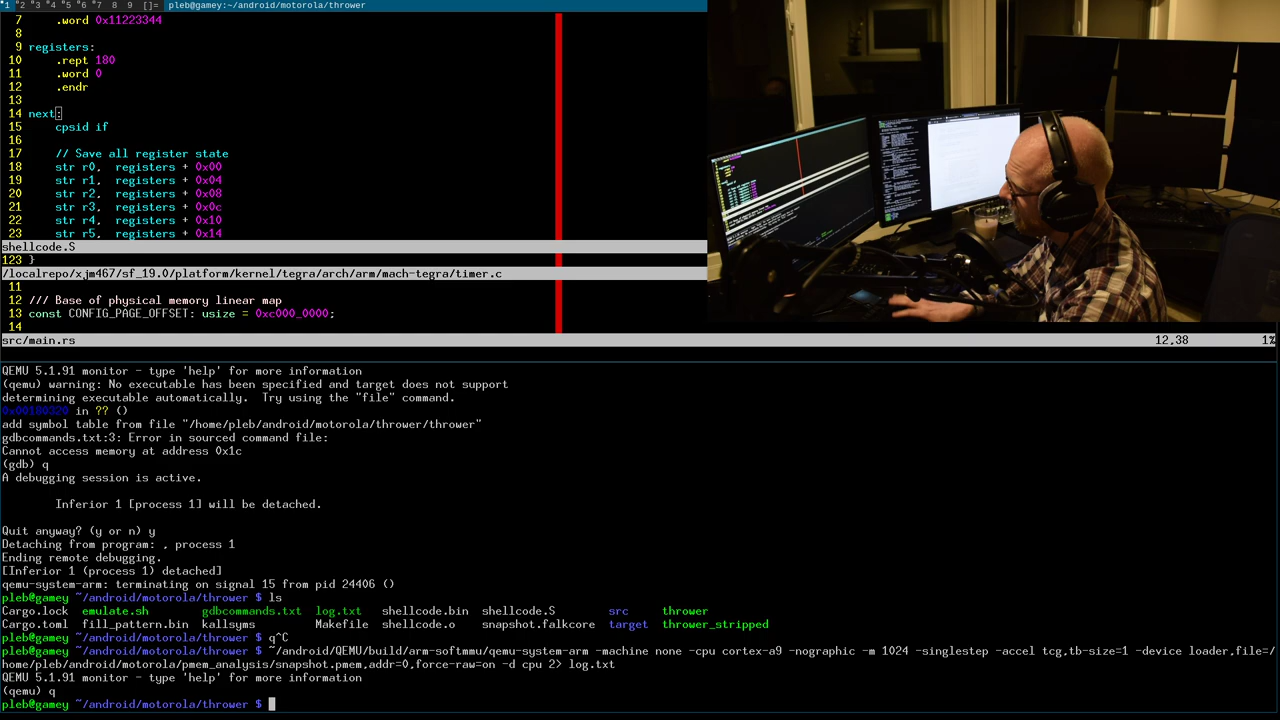 1 2 3 4 5 6 7 8 9 []= pleb@gamey:~/android/motorola/thrower
7 .word 0x11223344
8
9 registers:
10 .rept 180
11 .word 0
12 .endr
13
14 next:
15 cpsid if
16
17 // Save all register state
18 str r0, registers + 0x00
19 str r1, registers + 0x04
20 str r2, registers + 0x08
21 str r3, registers + 0x0c
22 str r4, registers + 0x10
23 str r5, registers + 0x14
shellcode.S
123 }
/localrepo/xjm467/sf_19.0/platform/kernel/tegra/arch/arm/mach-tegra/timer.c
11
12 /// Base of physical memory linear map
13 const CONFIG_PAGE_OFFSET: usize = 0xc000_0000;
14
src/main.rs 12,38 1%
QEMU 5.1.91 monitor - type 'help' for more information
(qemu) warning: No executable has been specified and target does not support
determining executable automatically. Try using the "file" command.
0x00180320 in ?? ()
add symbol table from file "/home/pleb/android/motorola/thrower/thrower"
gdbcommands.txt:3: Error in sourced command file:
Cannot access memory at address 0x1c
(gdb) q
A debugging session is active.
Inferior 1 [process 1] will be detached.
Quit anyway? (y or n) y
Detaching from program: , process 1
Ending remote debugging.
[Inferior 1 (process 1) detached]
qemu-system-arm: terminating on signal 15 from pid 24406 ()
pleb@gamey ~/android/motorola/thrower $ ls
Cargo.lock emulate.sh gdbcommands.txt log.txt shellcode.bin shellcode.S src thrower
Cargo.toml fill_pattern.bin kallsyms Makefile shellcode.o snapshot.falkcore target thrower_stripped
pleb@gamey ~/android/motorola/thrower $ q^C
pleb@gamey ~/android/motorola/thrower $ ~/android/QEMU/build/arm-softmmu/qemu-system-arm -machine none -cpu cortex-a9 -nographic -m 1024 -singlestep -accel tcg,tb-size=1 -device loader,file=/
home/pleb/android/motorola/pmem_analysis/snapshot.pmem,addr=0,force-raw=on -d cpu 2> log.txt
QEMU 5.1.91 monitor - type 'help' for more information
(qemu) q
pleb@gamey ~/android/motorola/thrower $